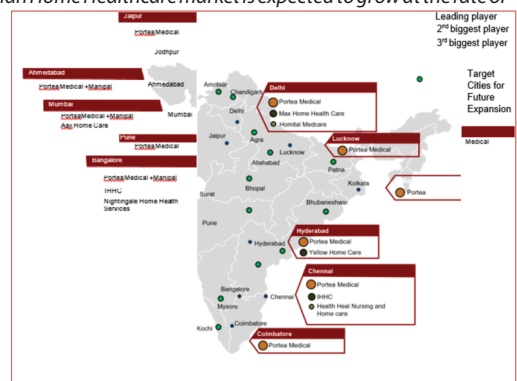 ian Home Healthcare market is expected to grow at the rate of
Jaipur
Portea Medical
Jodhpur
Leading player
2nd biggest player
3rd biggest player
Ahmedabad
Portea Medical +Manipal
Ahmedabad
Mumbai
Portea Medical +Manipal
Aaji Home Care
Mumbai
Pune
Portea Medical
Bangalore
Portea Medical +Manipal
IHHC
Nightingale Home Health
Services
Amritsar
Chandigarh
Delhi
Jaipur
Agra
Lucknow
Allahabad
Patna
Kolkata
Bhopal
Surat
Bhubaneshwar
Pune
Hyderabad
Bangalore
Chennai
Mysore
Kochi
Coimbatore
Delhi
Portea Medical
Max Home Health Care
Homital Medcare
Target
Cities for
Future
Expansion
Lucknow
Portea Medical
Medical
Portea
Hyderabad
Portea Medical
Yellow Home Care
Chennai
Portea Medical
IHHC
Health Heal Nursing and
Home care
Coimbatore
Portea Medical